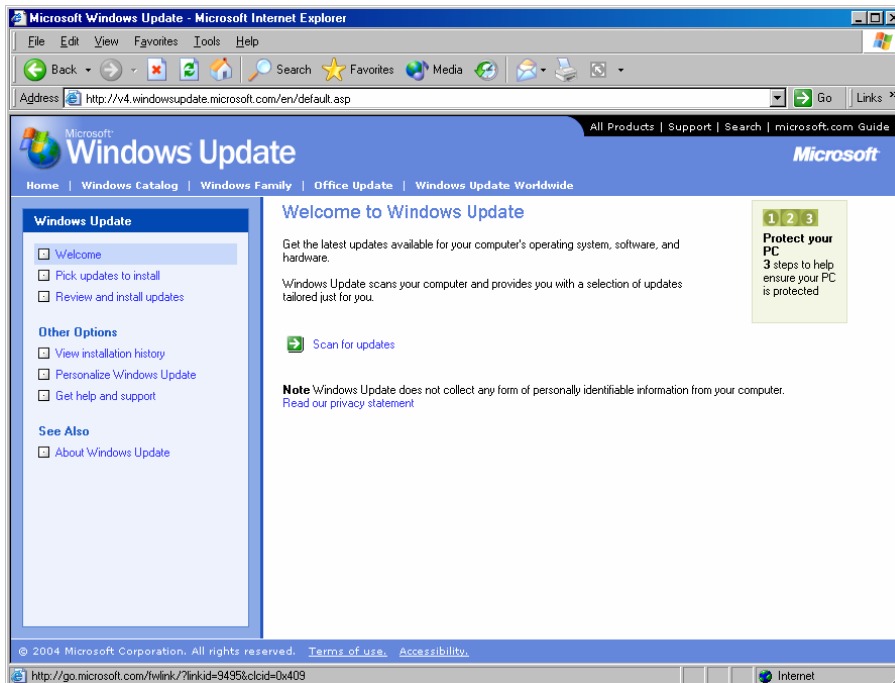 Microsoft Windows Update - Microsoft Internet Explorer
File Edit View Favorites Tools Help
Back Search Favorites Media
Address http://v4.windowsupdate.microsoft.com/en/default.asp Go Links »
All Products | Support | Search | microsoft.com Guide
Microsoft
Windows Update
Microsoft
Home | Windows Catalog | Windows Family | Office Update | Windows Update Worldwide
Windows Update
Welcome
Pick updates to install
Review and install updates
Other Options
View installation history
Personalize Windows Update
Get help and support
See Also
About Windows Update
Welcome to Windows Update
Get the latest updates available for your computer's operating system, software, and
hardware.
Windows Update scans your computer and provides you with a selection of updates
tailored just for you.
Scan for updates
Note Windows Update does not collect any form of personally identifiable information from your computer.
Read our privacy statement
1 2 3
Protect your
PC
3 steps to help
ensure your PC
is protected
© 2004 Microsoft Corporation. All rights reserved. Terms of use. Accessibility.
http://go.microsoft.com/fwlink/?linkid=9495&clcid=0x409 Internet